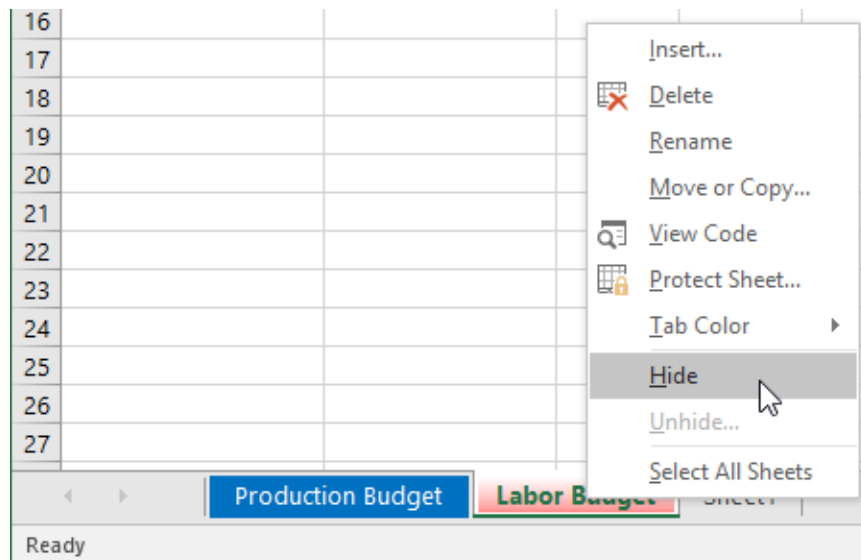 16
17
18
19
20
21
22
23
24
25
26
27
Insert...
Delete
Rename
Move or Copy...
View Code
Protect Sheet...
Tab Color
Hide
Unhide...
Select All Sheets
Production Budget Labor Budget
Ready